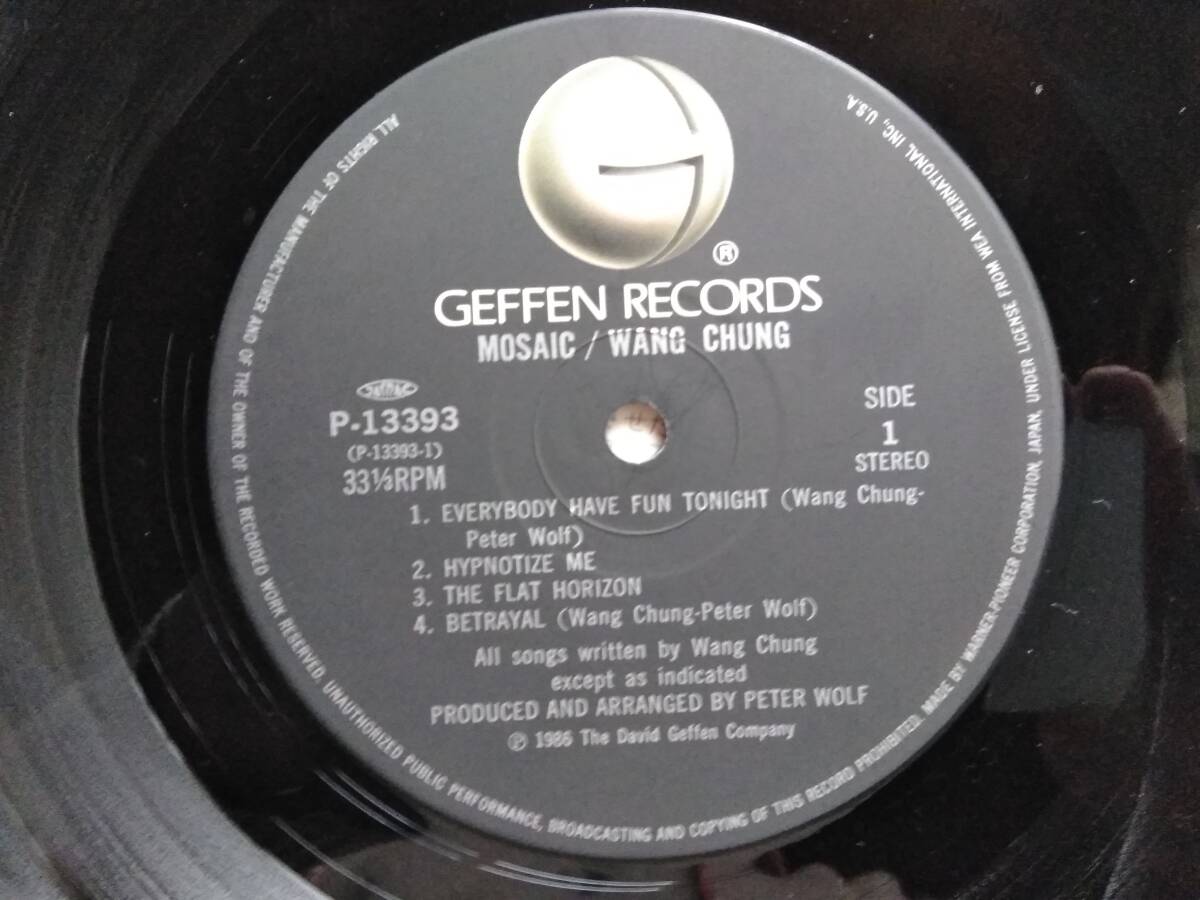 ®
GEFFEN RECORDS
MOSAIC / WANG CHUNG
JASRAC
P-13393
(P-13393-1)
33⅓RPM
SIDE
1
STEREO
1. EVERYBODY HAVE FUN TONIGHT (Wang Chung-
Peter Wolf)
2. HYPNOTIZE ME
3. THE FLAT HORIZON
4. BETRAYAL (Wang Chung-Peter Wolf)
All songs written by Wang Chung
except as indicated
PRODUCED AND ARRANGED BY PETER WOLF
℗ 1986 The David Geffen Company
ALL RIGHTS OF THE MANUFACTURER AND OF THE OWNER OF THE RECORDED WORK RESERVED. UNAUTHORIZED PUBLIC PERFORMANCE, BROADCASTING AND COPYING OF THIS RECORD PROHIBITED. MADE BY WARNER-PIONEER CORPORATION, JAPAN, UNDER LICENSE FROM WEA INTERNATIONAL INC., U.S.A.